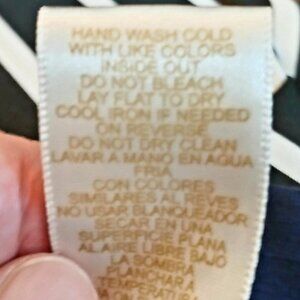 HAND WASH COLD
WITH LIKE COLORS
INSIDE OUT
DO NOT BLEACH
LAY FLAT TO DRY
COOL IRON IF NEEDED
ON REVERSE
DO NOT DRY CLEAN
LAVAR A MANO EN AGUA
FRIA
CON COLORES
SIMILARES AL REVES
NO USAR BLANQUEADOR
SECAR EN UNA
SUPERFICIE PLANA
AL AIRE LIBRE BAJO
LA SOMBRA
PLANCHAR A
TEMPERATURA